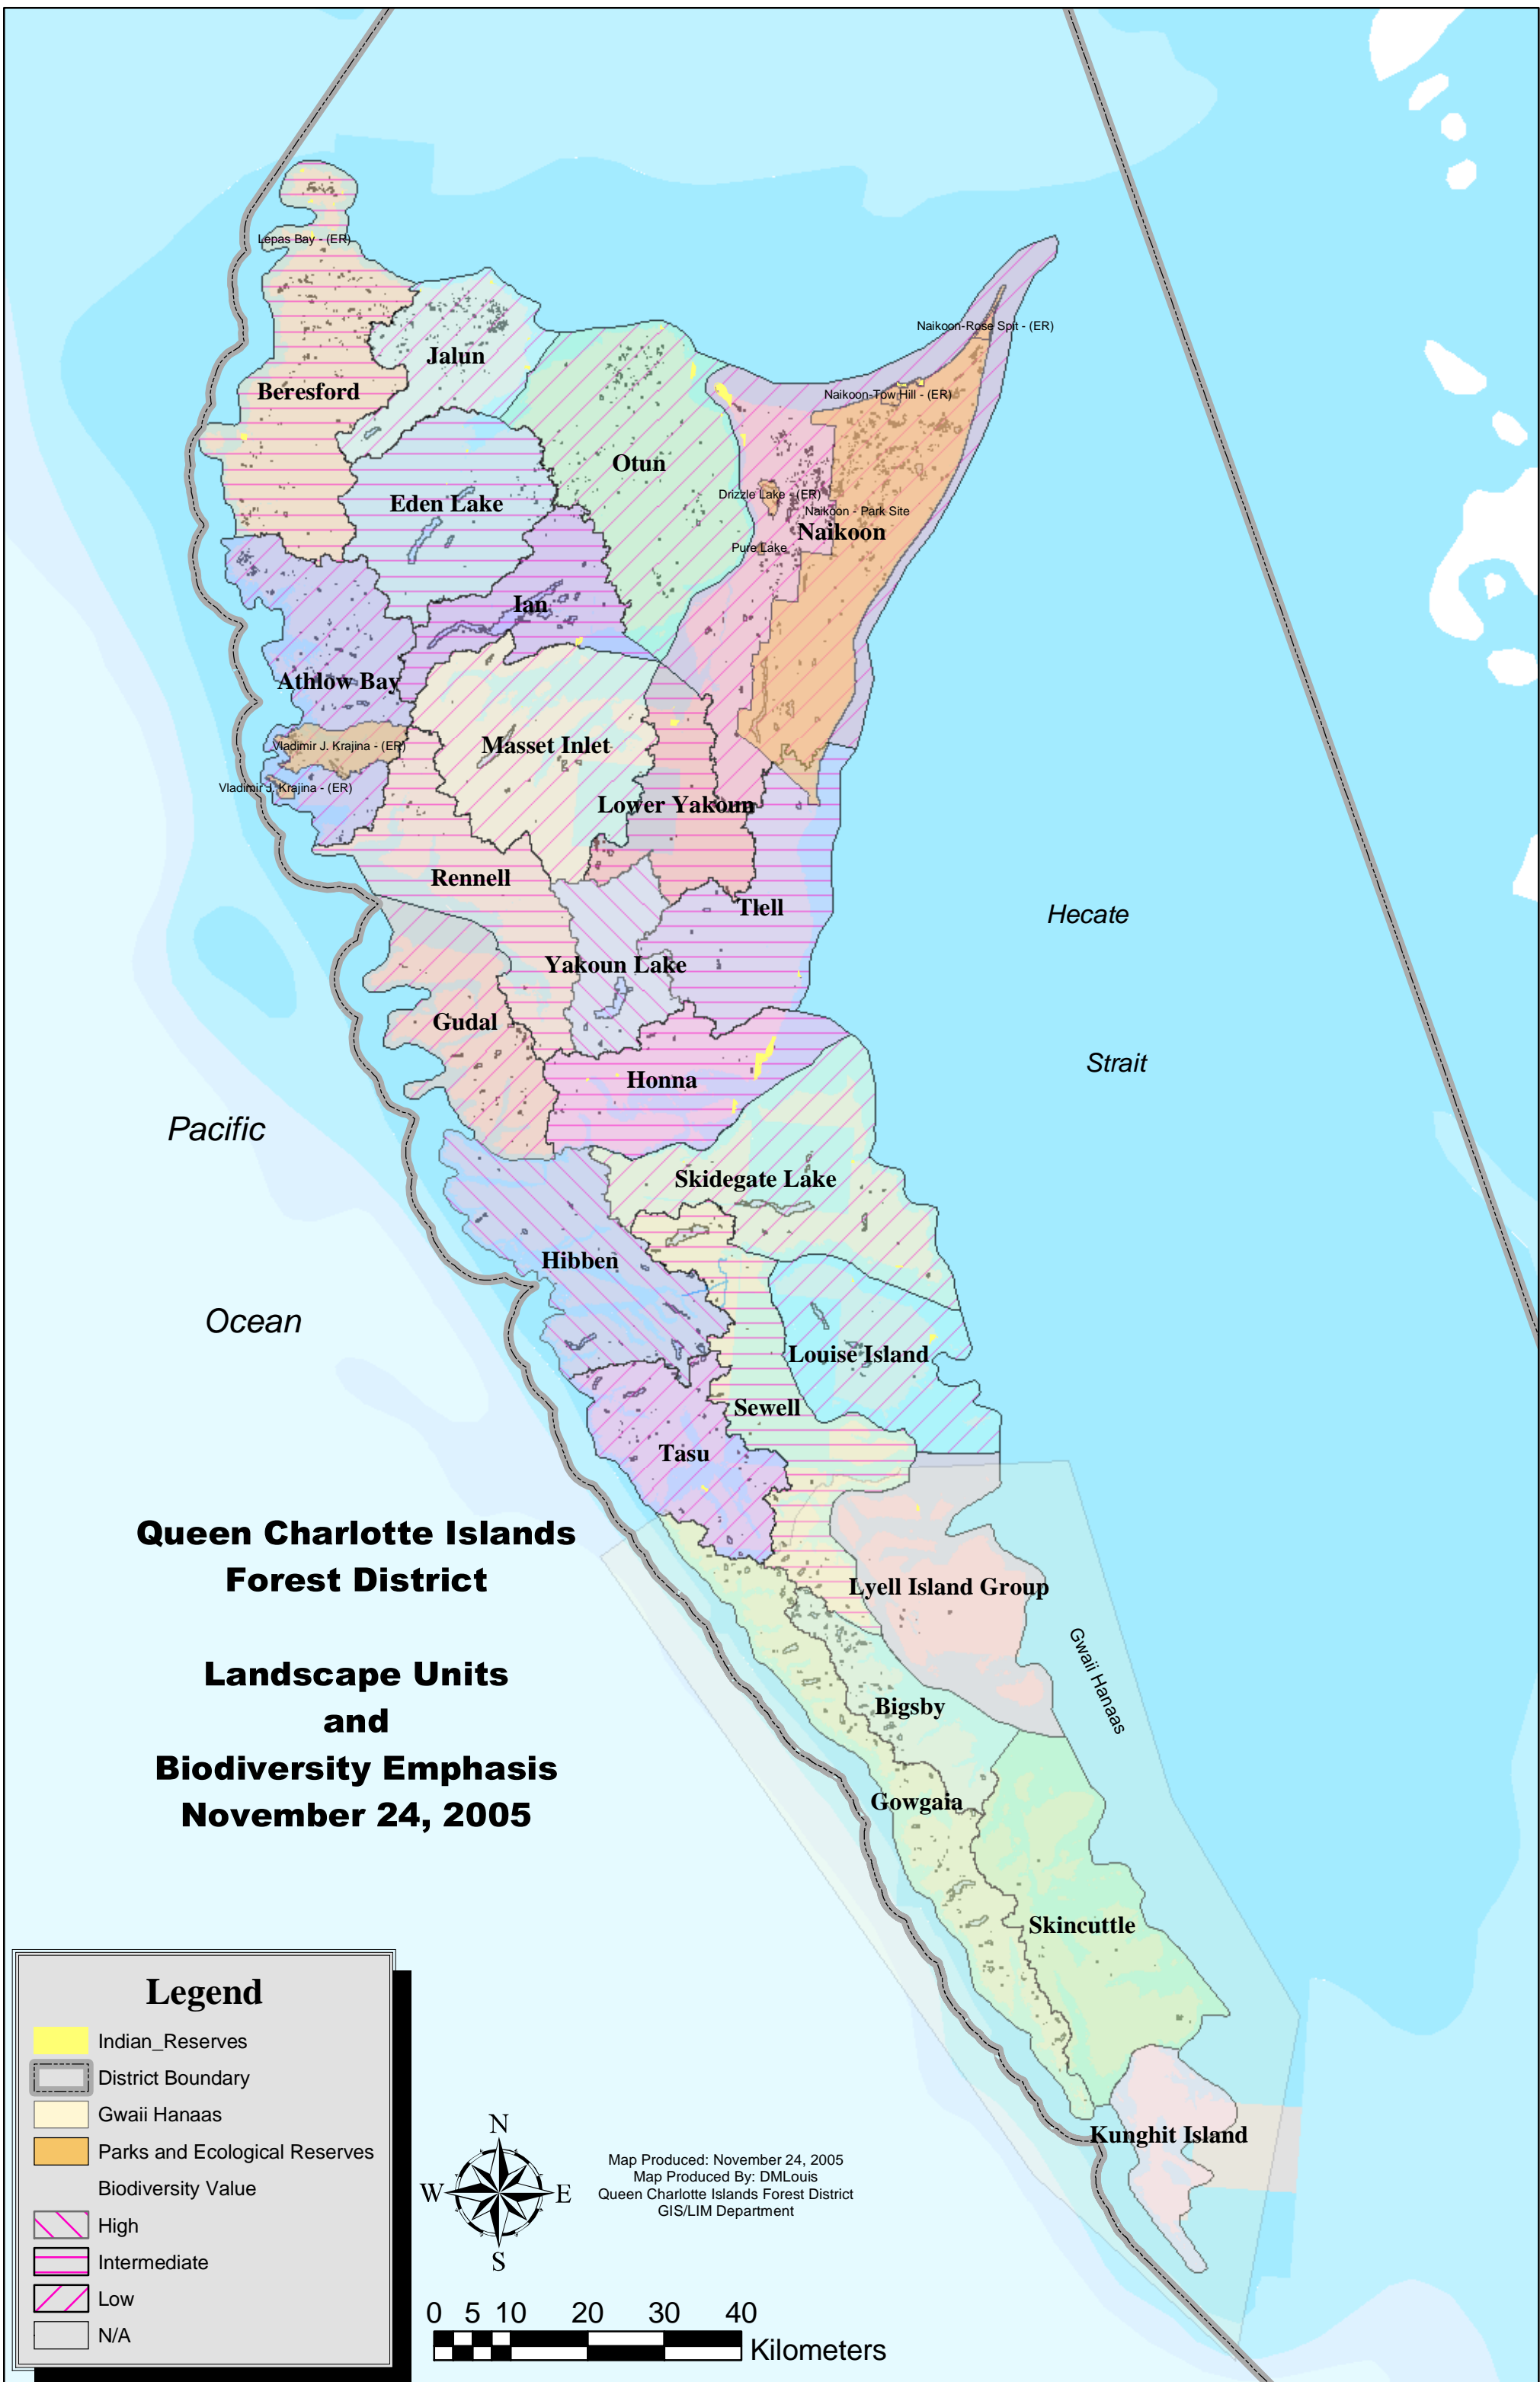 Lepas Bay - (ER)
Naikoon-Rose Spit - (ER)
Jalun
Beresford
Naikoon-Tow Hill - (ER)
Otun
Eden Lake
Drizzle Lake - (ER)
Naikoon - Park Site
Naikoon
Pure Lake
Ian
Athlow Bay
Vladimir J. Krajina - (ER)
Masset Inlet
Vladimir J. Krajina - (ER)
Lower Yakoun
Rennell
Tlell
Hecate
Yakoun Lake
Gudal
Strait
Honna
Pacific
Skidegate Lake
Hibben
Ocean
Louise Island
Sewell
Tasu
Queen Charlotte Islands
Forest District
Lyell Island Group
Gwaii Hanaas
Landscape Units
and
Biodiversity Emphasis
November 24, 2005
Bigsby
Gowgaia
Skincuttle
Kunghit Island
Legend
Indian_Reserves
District Boundary
Gwaii Hanaas
Parks and Ecological Reserves
Biodiversity Value
High
Intermediate
Low
N/A
N
W E
S
Map Produced: November 24, 2005
Map Produced By: DMLouis
Queen Charlotte Islands Forest District
GIS/LIM Department
0 5 10 20 30 40
Kilometers